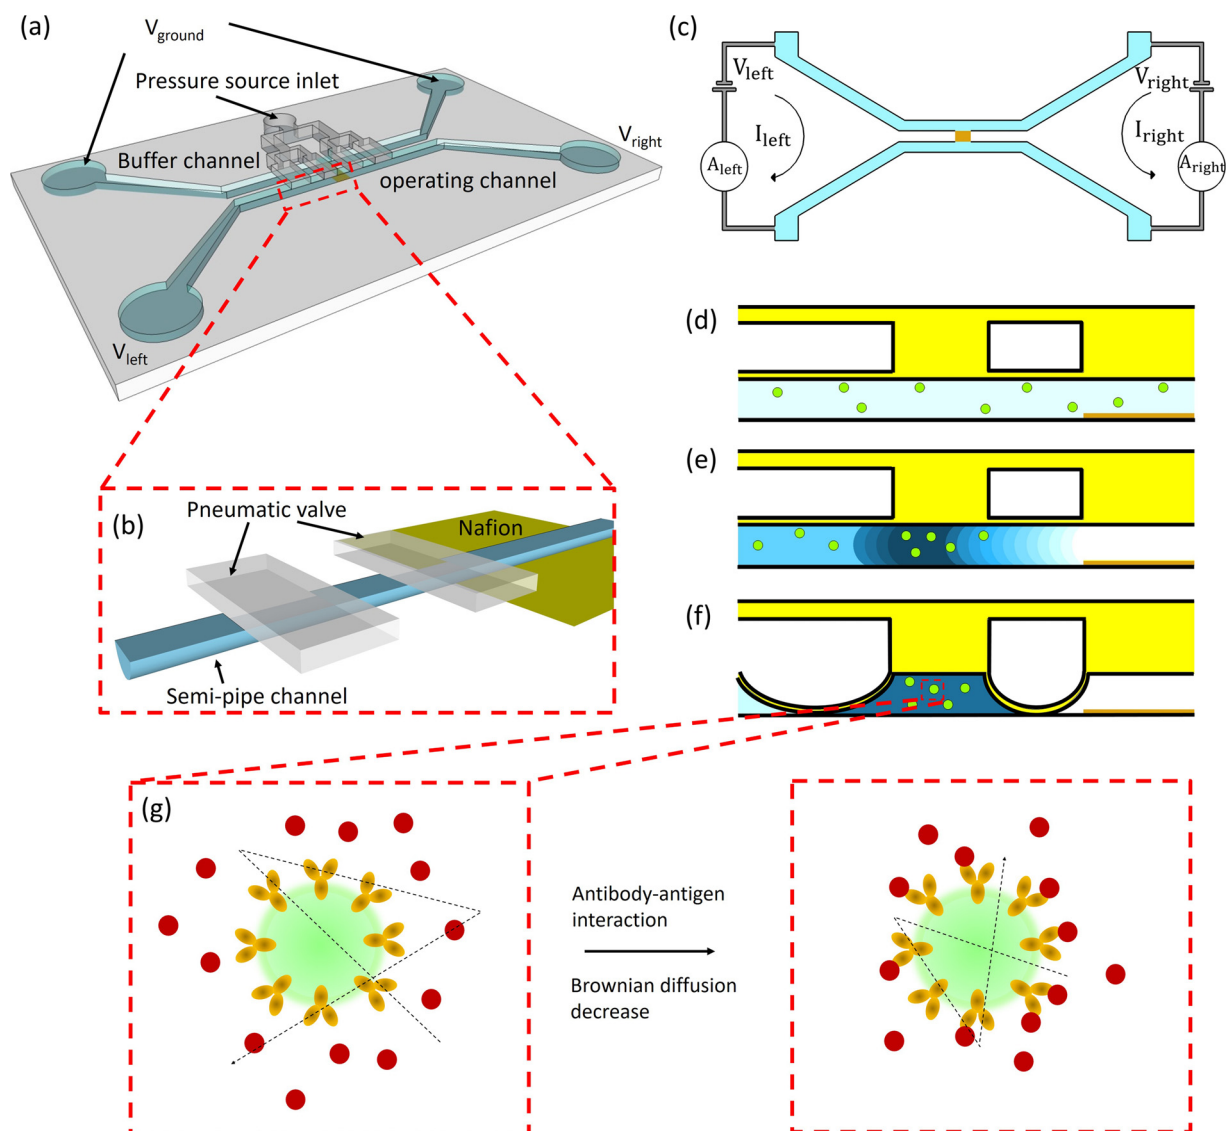 (a)
V_ground
Pressure source inlet
Buffer channel
V_right
operating channel
V_left
(b)
Pneumatic valve
Nafion
Semi-pipe channel
(c)
V_left
V_right
I_left
I_right
A_left
A_right
(d)
(e)
(f)
(g)
Antibody-antigen
interaction
Brownian diffusion
decrease